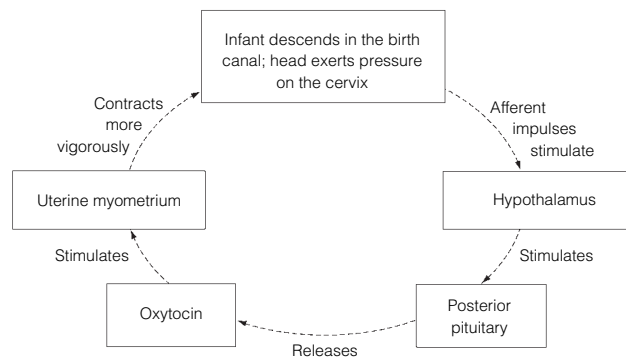 Infant descends in the birth
canal; head exerts pressure
on the cervix
Afferent
impulses
stimulate
Hypothalamus
Stimulates
Posterior
pituitary
Releases
Oxytocin
Stimulates
Uterine myometrium
Contracts
more
vigorously